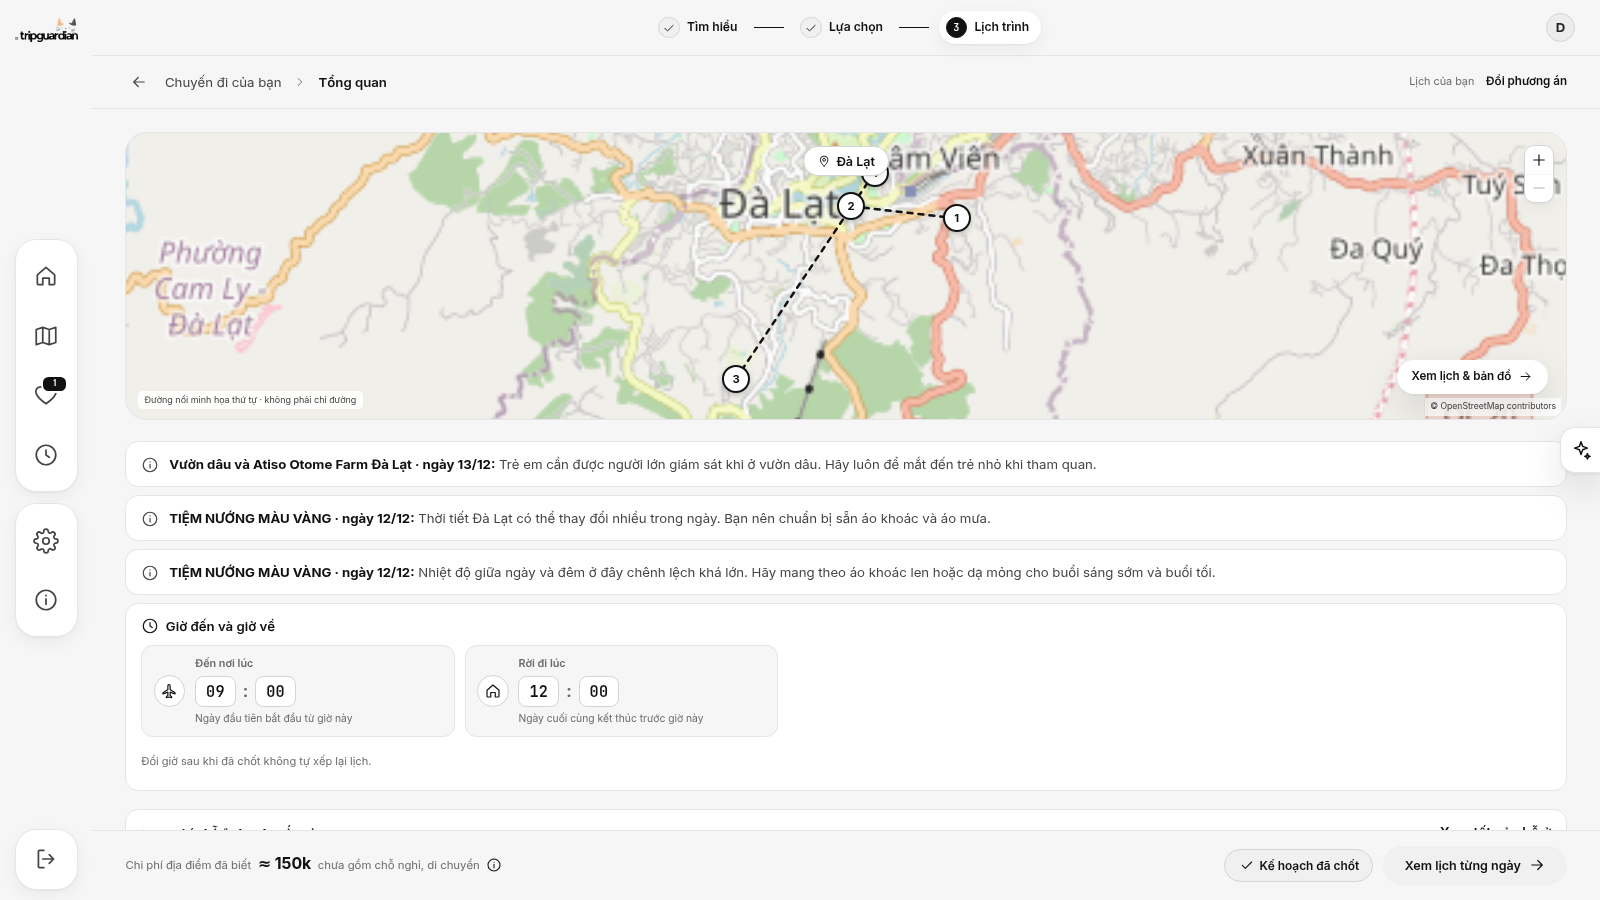 tripguardian
Tìm hiểu
Lựa chọn
3 Lịch trình
D
Chuyến đi của bạn
Tổng quan
Lịch của bạn
Đổi phương án
Đà Lạt
âm Viên
Xuân Thành
Đà Lạt
2
1
3
Phường
Cam Ly -
Đà Lạt
Đa Quý
Đa Thọ
Xem lịch & bản đồ
Đường nối minh họa thứ tự · không phải chỉ đường
© OpenStreetMap contributors
1
Vườn dâu và Atiso Otome Farm Đà Lạt · ngày 13/12: Trẻ em cần được người lớn giám sát khi ở vườn dâu. Hãy luôn để mắt đến trẻ nhỏ khi tham quan.
TIỆM NƯỚNG MÀU VÀNG · ngày 12/12: Thời tiết Đà Lạt có thể thay đổi nhiều trong ngày. Bạn nên chuẩn bị sẵn áo khoác và áo mưa.
TIỆM NƯỚNG MÀU VÀNG · ngày 12/12: Nhiệt độ giữa ngày và đêm ở đây chênh lệch khá lớn. Hãy mang theo áo khoác len hoặc dạ mỏng cho buổi sáng sớm và buổi tối.
Giờ đến và giờ về
Đến nơi lúc
09 : 00
Ngày đầu tiên bắt đầu từ giờ này
Rời đi lúc
12 : 00
Ngày cuối cùng kết thúc trước giờ này
Đổi giờ sau khi đã chốt không tự xếp lại lịch.
Chi phí địa điểm đã biết ≈ 150k chưa gồm chỗ nghỉ, di chuyển
Kế hoạch đã chốt
Xem lịch từng ngày